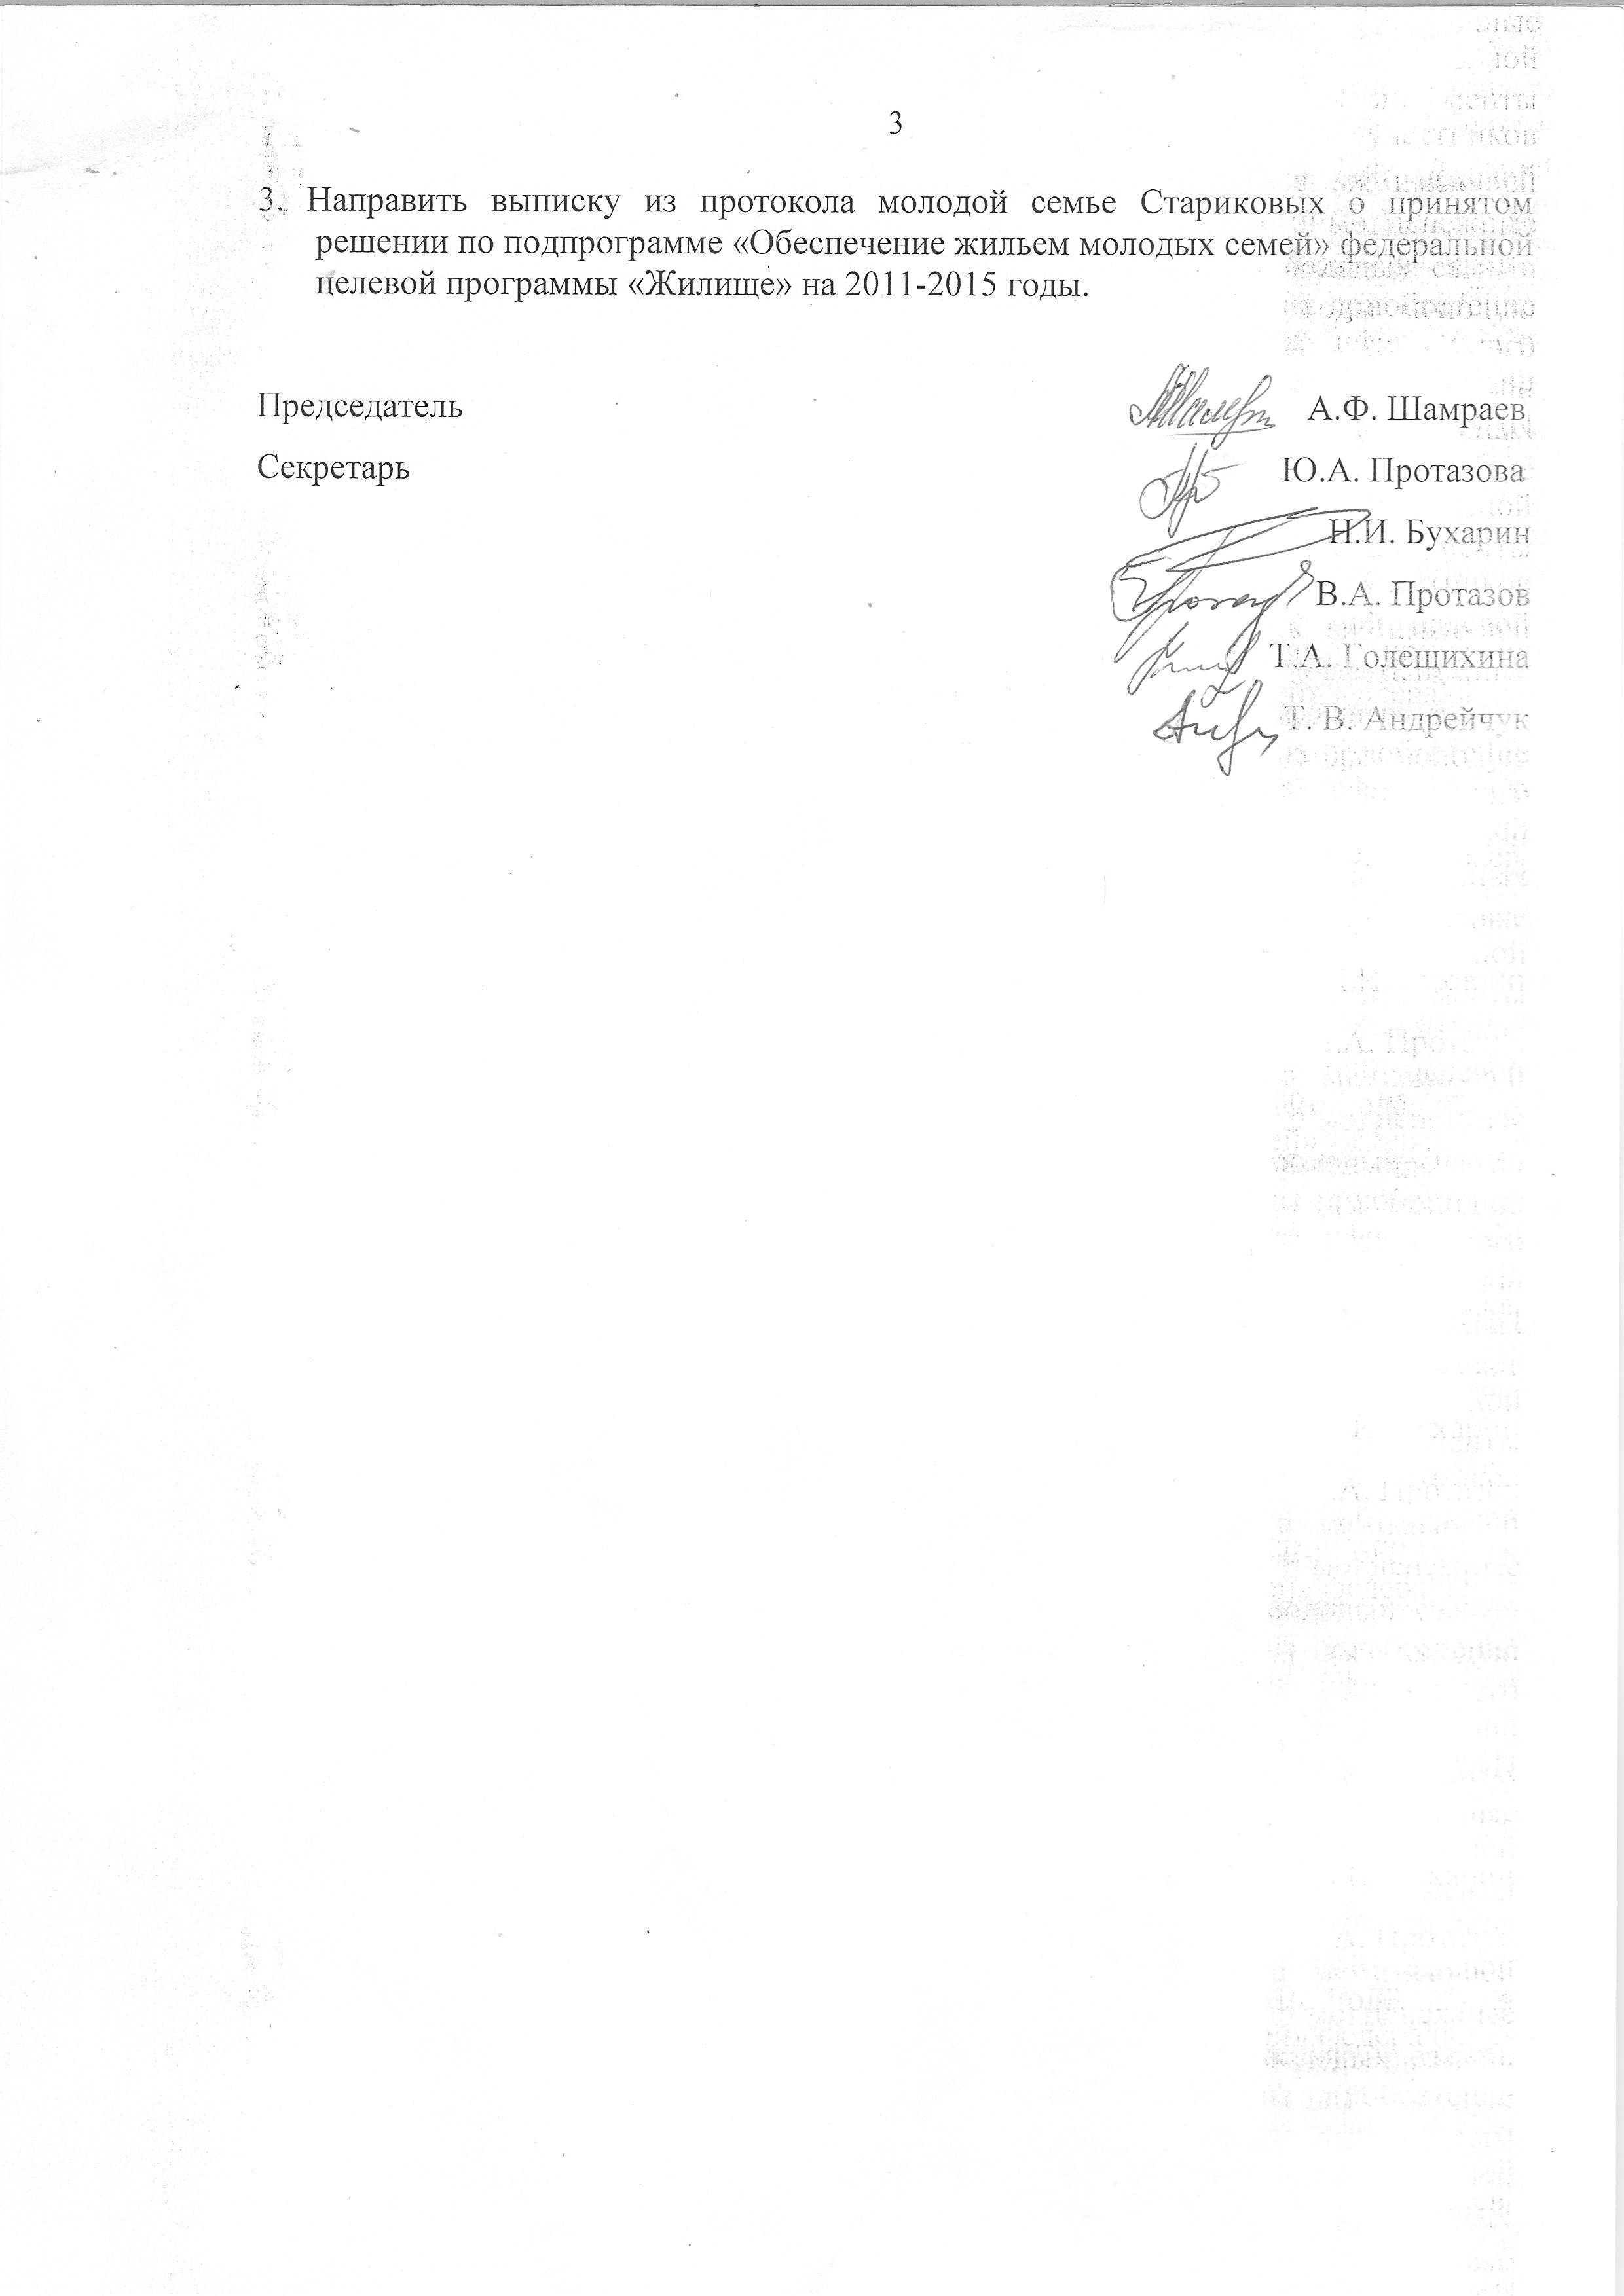 3
3. Направить выписку из протокола молодой семье Стариковых о принятом
решении по подпрограмме «Обеспечение жильем молодых семей» федеральной
целевой программы «Жилище» на 2011-2015 годы.
Председатель А.Ф. Шамраев
Секретарь Ю.А. Протазова
Н.И. Бухарин
В.А. Протазов
Т.А. Голещихина
Т. В. Андрейчук